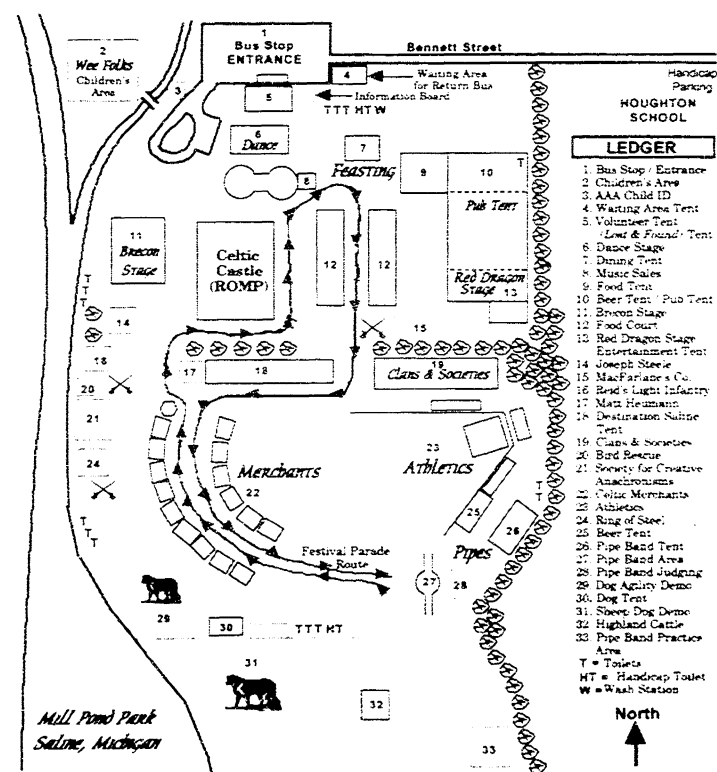 1
Bus Stop
ENTRANCE
Bennett Street
2
Wee Folks
Children's
Area
3
4
Waiting Area
for Return Bus
5
Information Board
TTT HT W
Handicap
Parking
HOUGHTON
SCHOOL
6
Dance
7
Feasting
8
9
10
T
Pub Tent
11
Brecon
Stage
Celtic
Castle
(ROMP)
12
12
Red Dragon
Stage
13
T
T
T
14
15
16
17
18
19
Clans & Societies
20
21
22
Merchants
23
Athletics
24
T
T
T
T
T
25
26
Pipes
Festival Parade
Route
27
28
29
30
TTT HT
31
32
33
Mill Pond Park
Saline, Michigan
LEDGER
1. Bus Stop / Entrance
2 Children's Area
3. AAA Child ID
4. Waiting Area Tent
5. Volunteer Tent
(Lost & Found) Tent
6. Dance Stage
7. Dining Tent
8. Music Sales
9. Food Tent
10 Beer Tent / Pub Tent
11. Brecon Stage
12 Food Court
13 Red Dragon Stage
Entertainment Tent
14 Joseph Steele
15 MacFarlane's Co.
16 Reid's Light Infantry
17 Matt Heumann
18 Destination Saline
Tent
19. Clans & Societies
20 Bird Rescue
21 Society for Creative
Anachronisms
22 Celtic Merchants
23 Athletics
24. Ring of Steel
25 Beer Tent
26. Pipe Band Tent
27. Pipe Band Area
28. Pipe Band Judging
29 Dog Agility Demo
30. Dog Tent
31. Sheep Dog Demo
32 Highland Cattle
33. Pipe Band Practice
Area
T = Toilets
HT = Handicap Toilet
W = Wash Station
North